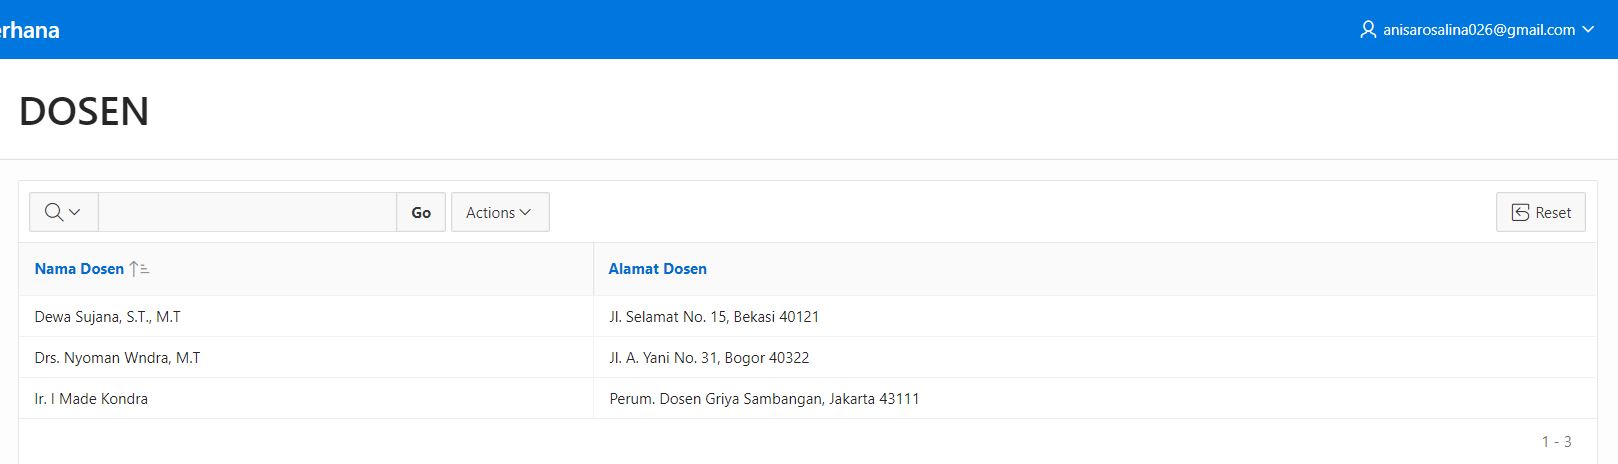 erhana
anisarosalina026@gmail.com
DOSEN
Go Actions Reset
Nama Dosen Alamat Dosen
Dewa Sujana, S.T., M.T Jl. Selamat No. 15, Bekasi 40121
Drs. Nyoman Wndra, M.T Jl. A. Yani No. 31, Bogor 40322
Ir. I Made Kondra Perum. Dosen Griya Sambangan, Jakarta 43111
1 - 3